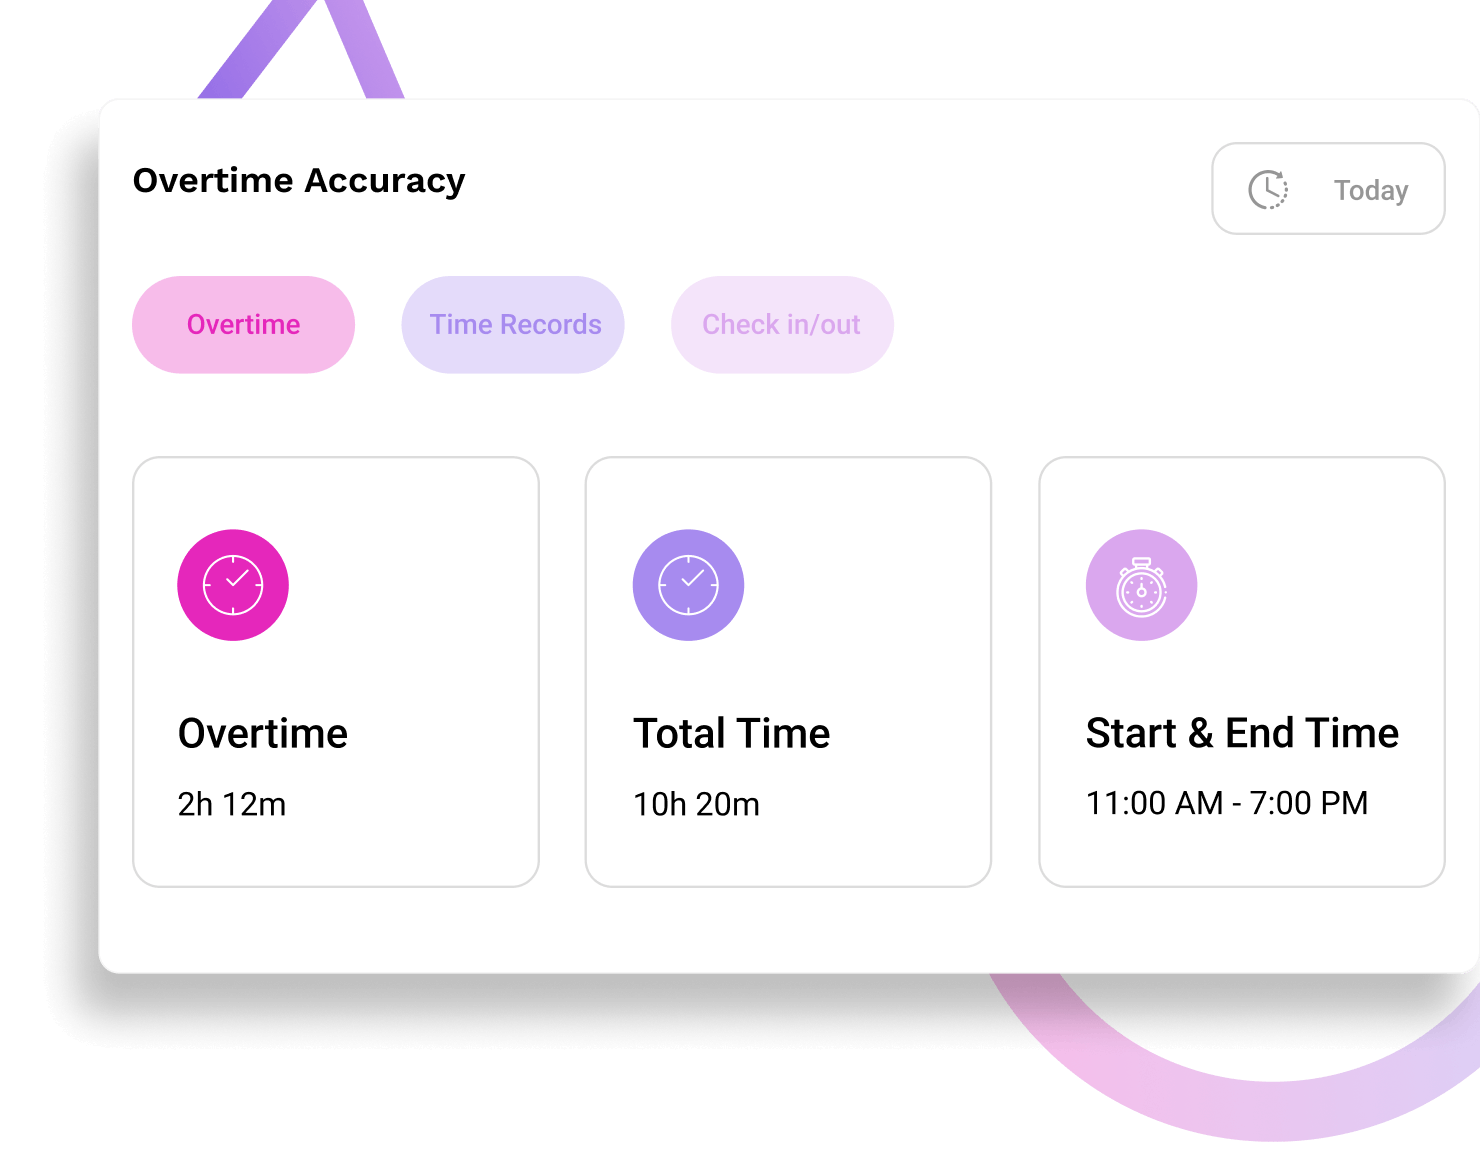 Overtime Accuracy
Today
Overtime
Time Records
Check in/out
Overtime
2h 12m
Total Time
10h 20m
Start & End Time
11:00 AM - 7:00 PM